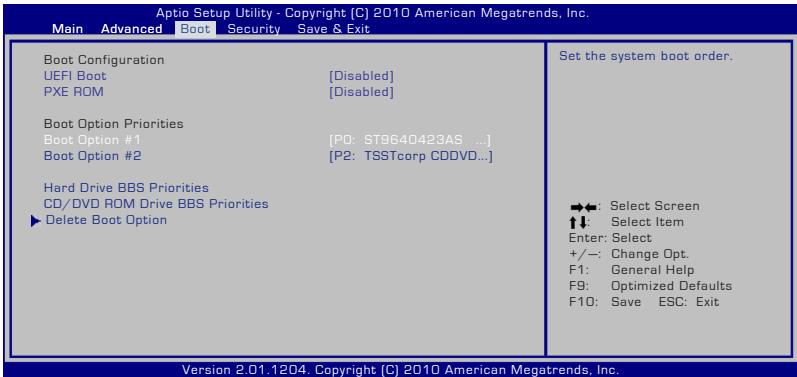 Aptio Setup Utility - Copyright (C) 2010 American Megatrends, Inc.
Main Advanced Boot Security Save & Exit
Boot Configuration
UEFI Boot [Disabled]
PXE ROM [Disabled]
Boot Option Priorities
Boot Option #1 [P0: ST9640423AS ...]
Boot Option #2 [P2: TSSTcorp CDDVD...]
Hard Drive BBS Priorities
CD/DVD ROM Drive BBS Priorities
Delete Boot Option
Set the system boot order.
→←: Select Screen
↑↓: Select Item
Enter: Select
+/—: Change Opt.
F1: General Help
F9: Optimized Defaults
F10: Save ESC: Exit
Version 2.01.1204. Copyright (C) 2010 American Megatrends, Inc.